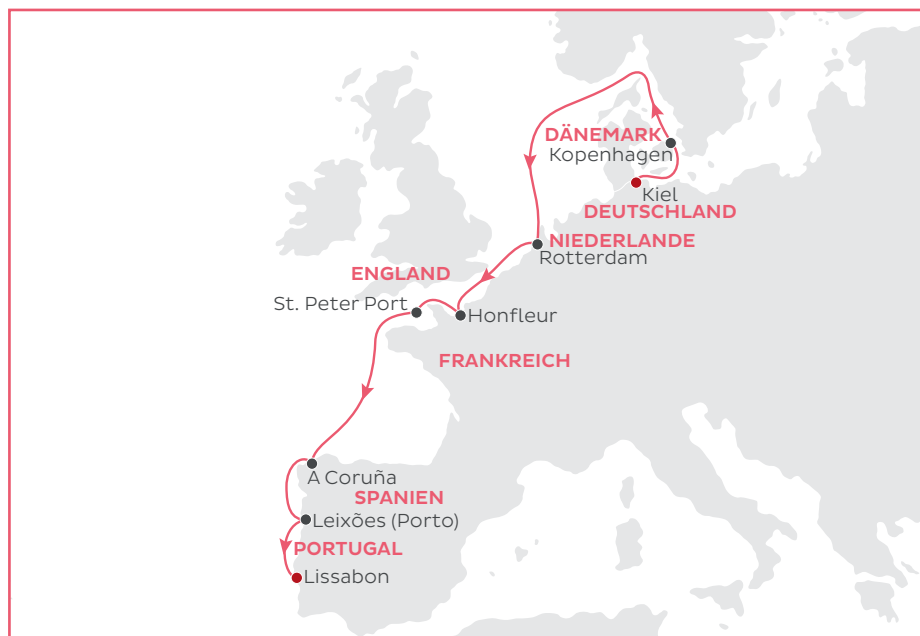 DÄNEMARK
Kopenhagen
Kiel
DEUTSCHLAND
NIEDERLANDE
Rotterdam
ENGLAND
St. Peter Port
Honfleur
FRANKREICH
A Coruña
SPANIEN
Leixões (Porto)
PORTUGAL
Lissabon